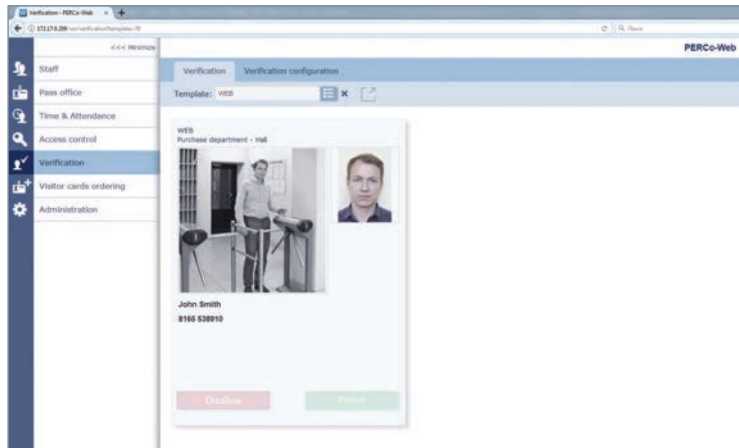 Verification - PERCo-Web
<<< Minimize
PERCo-Web
Staff
Pass office
Time & Attendance
Access control
Verification
Visitor cards ordering
Administration
Verification
Verification configuration
Template: WEB
WEB
Purchase department - Hall
John Smith
8165 538910
Disallow